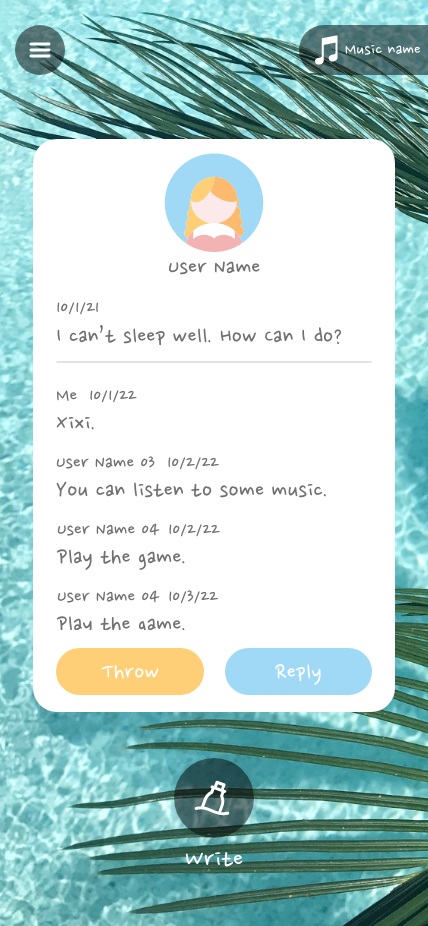 Music name
User Name
10/1/21
I can't sleep well. How can I do?
Me 10/1/22
Xixi.
User Name 03 10/2/22
You can listen to some music.
User Name 04 10/2/22
Play the game.
User Name 04 10/3/22
Play the game.
Throw
Reply
Write